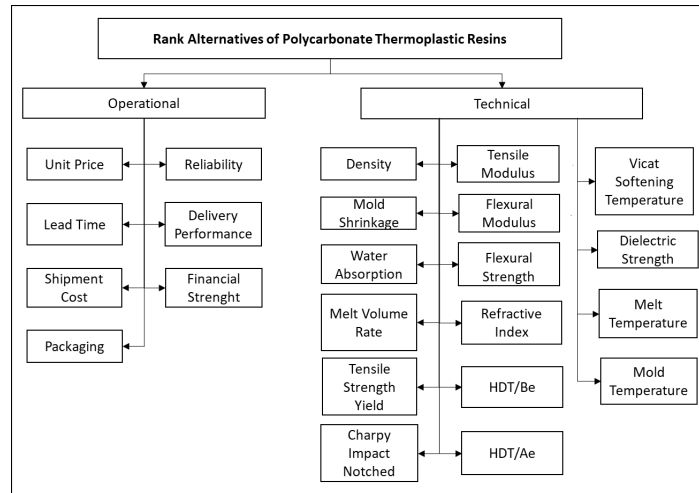 Rank Alternatives of Polycarbonate Thermoplastic Resins
Operational
Technical
Unit Price
Reliability
Lead Time
Delivery
Performance
Shipment
Cost
Financial
Strenght
Packaging
Density
Tensile
Modulus
Mold
Shrinkage
Flexural
Modulus
Water
Absorption
Flexural
Strength
Melt Volume
Rate
Refractive
Index
Tensile
Strength
Yield
HDT/Be
Charpy
Impact
Notched
HDT/Ae
Vicat
Softening
Temperature
Dielectric
Strength
Melt
Temperature
Mold
Temperature